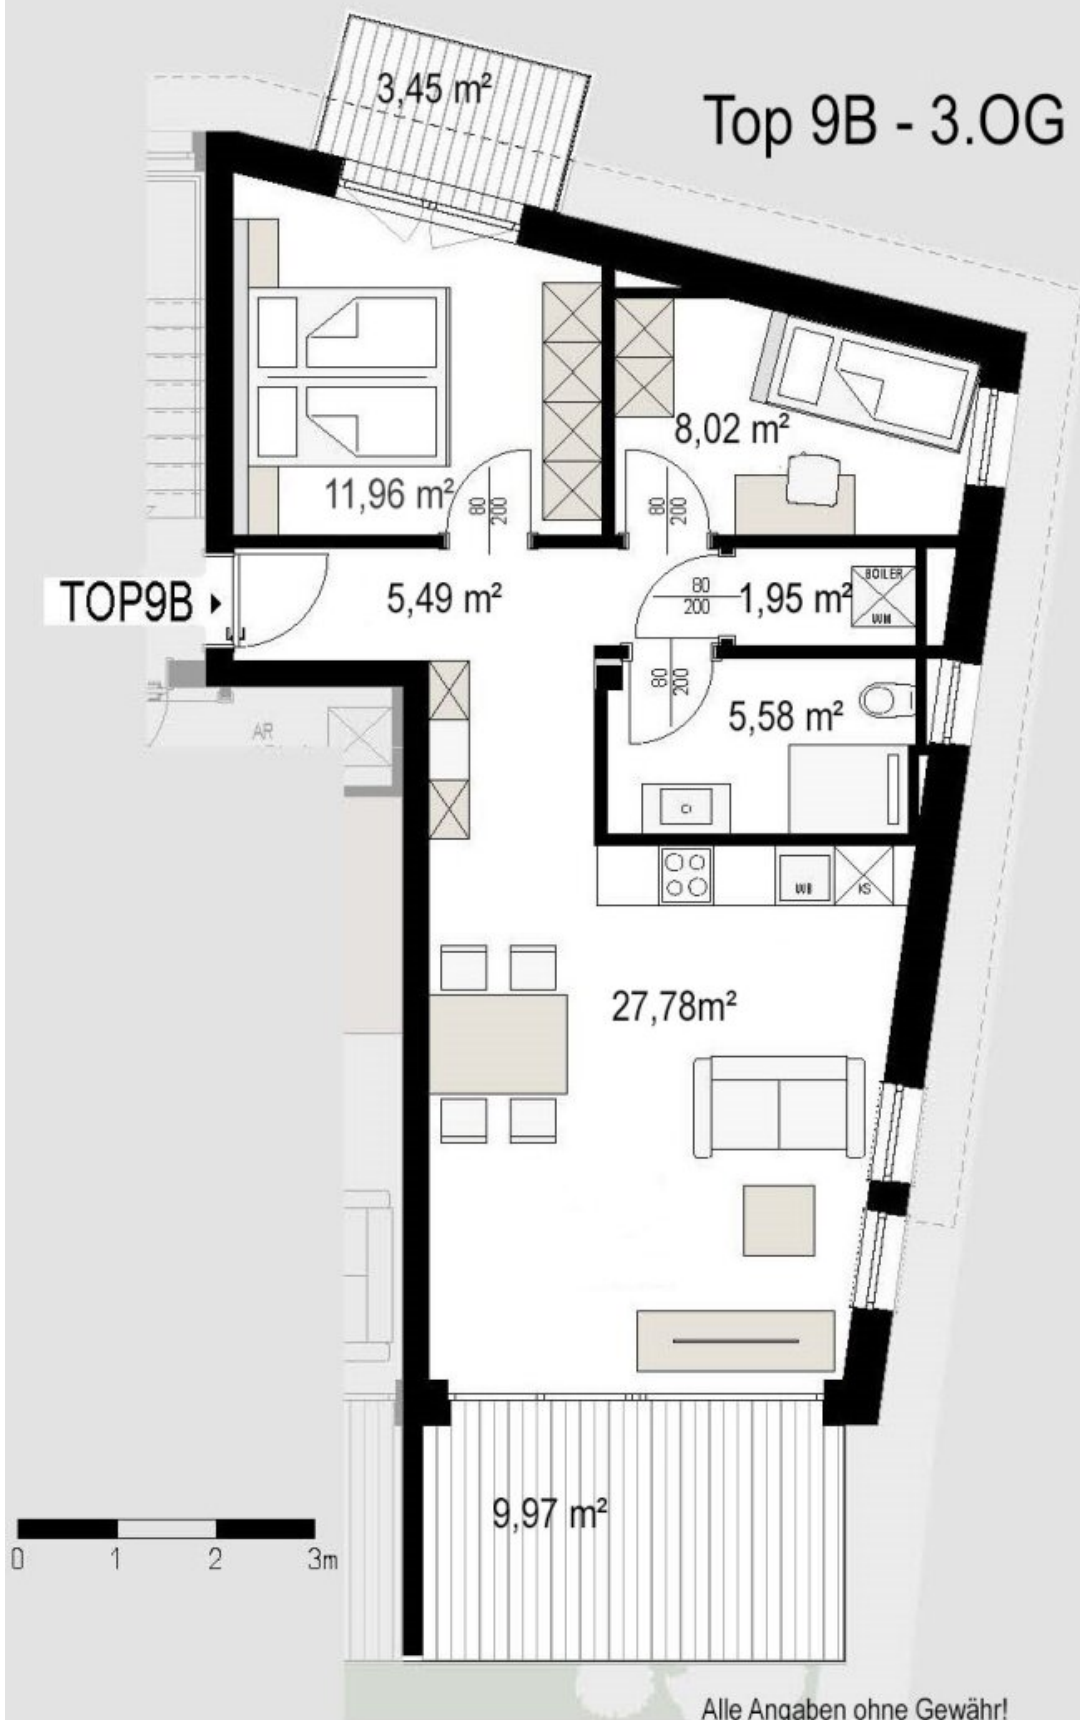 3,45 m²
Top 9B - 3.OG
8,02 m²
11,96 m²
80
200
80
200
TOP9B
5,49 m²
80
200
1,95 m²
BOILER
WM
80
200
5,58 m²
AR
KS
27,78m²
9,97 m²
0 1 2 3m
Alle Angaben ohne Gewähr!